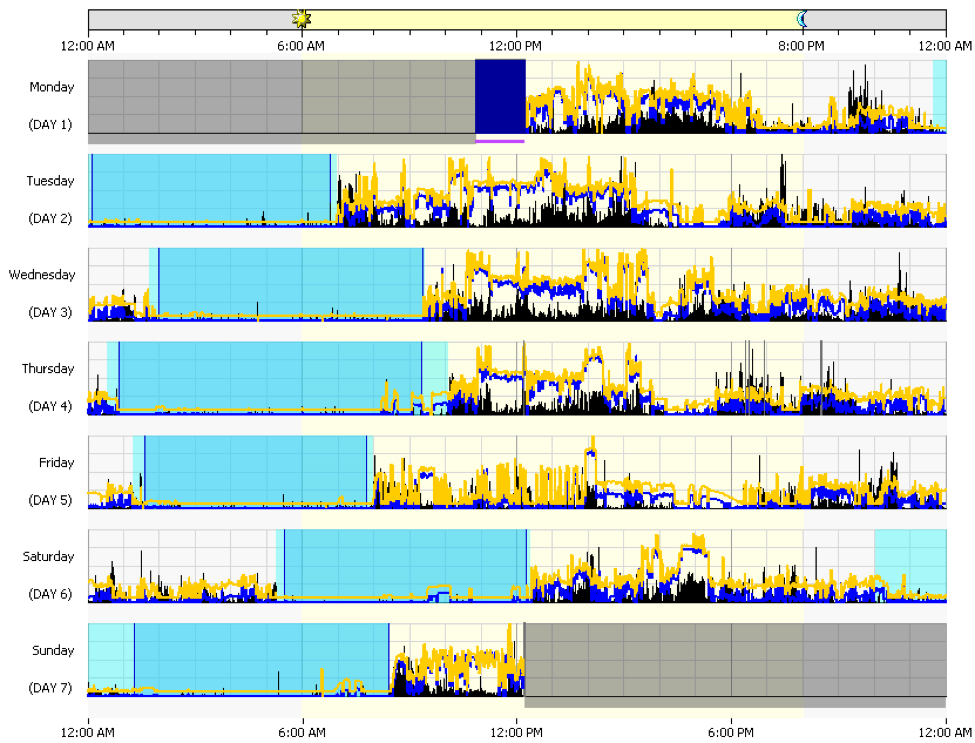 12:00 AM 6:00 AM 12:00 PM 8:00 PM 12:00 AM
Monday
(DAY 1)
Tuesday
(DAY 2)
Wednesday
(DAY 3)
Thursday
(DAY 4)
Friday
(DAY 5)
Saturday
(DAY 6)
Sunday
(DAY 7)
12:00 AM 6:00 AM 12:00 PM 6:00 PM 12:00 AM